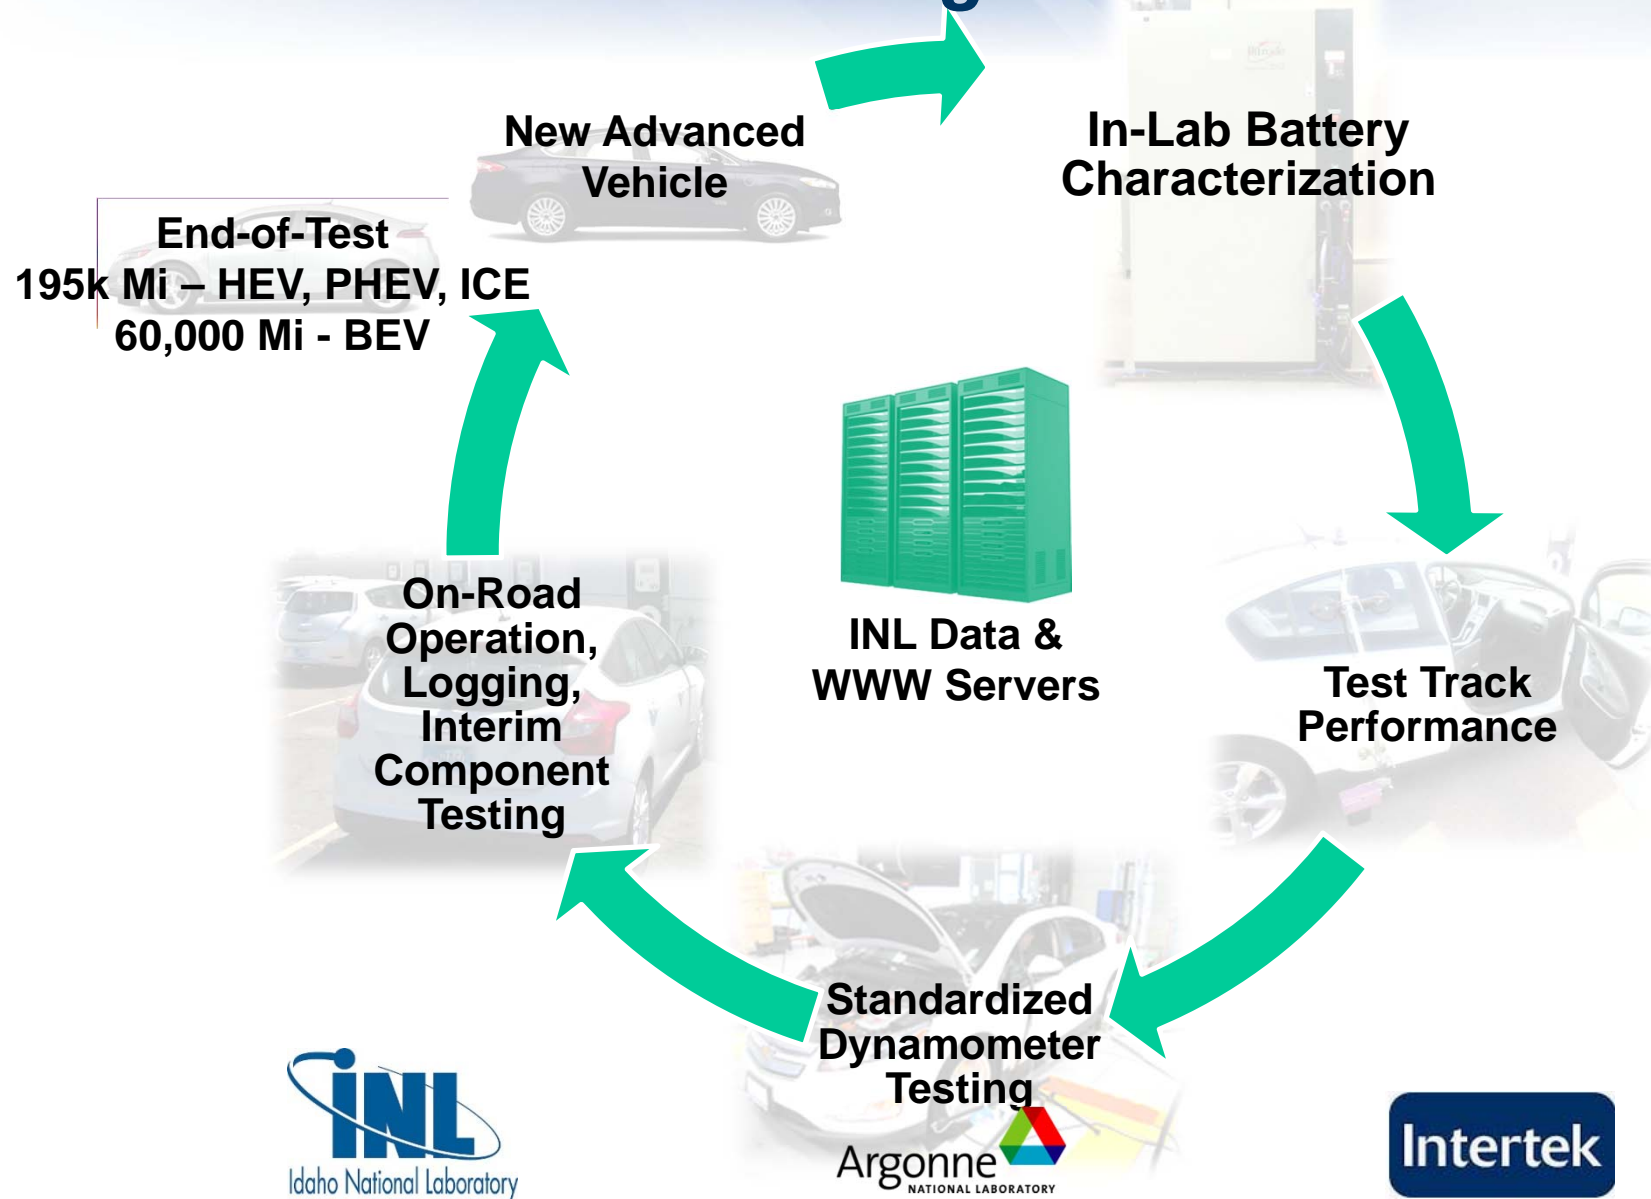 New Advanced
Vehicle
In-Lab Battery
Characterization
End-of-Test
195k Mi – HEV, PHEV, ICE
60,000 Mi - BEV
On-Road
Operation,
Logging,
Interim
Component
Testing
INL Data &
WWW Servers
Test Track
Performance
Standardized
Dynamometer
Testing
INL
Idaho National Laboratory
Argonne
NATIONAL LABORATORY
Intertek